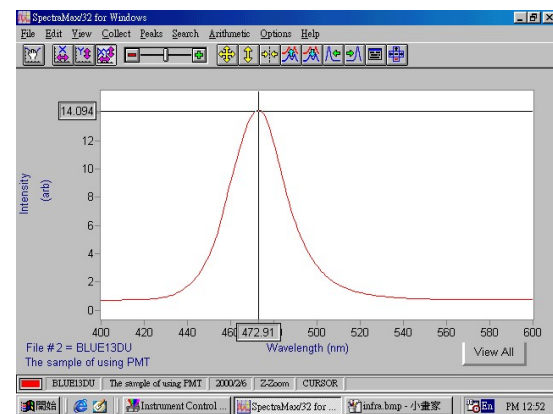 SpectraMax/32 for Windows
File Edit View Collect Peaks Search Arithmetic Options Help
14.094
12
10
8
6
4
2
0
Intensity
(arb)
400 420 440 46 472.91 500 520 540 560 580 600
File # 2 = BLUE13DU
Wavelength (nm)
View All
The sample of using PMT
BLUE13DU The sample of using PMT 2000/2/6 Z-Zoom CURSOR
開始 Instrument Control ... SpectraMax/32 for ... infra.bmp - 小畫家 En PM 12:52